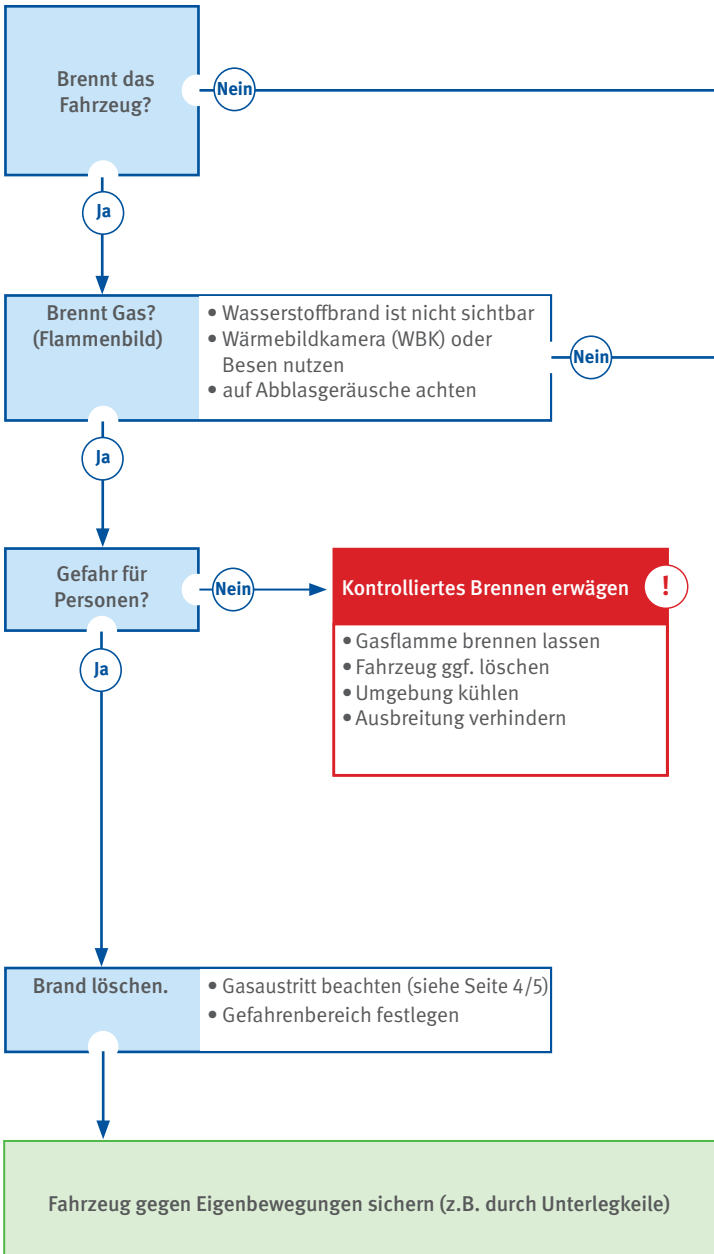 Brennt das
Fahrzeug?
Nein
Ja
Brennt Gas?
(Flammenbild)
• Wasserstoffbrand ist nicht sichtbar
• Wärmebildkamera (WBK) oder
Besen nutzen
• auf Abblasgeräusche achten
Nein
Ja
Gefahr für
Personen?
Nein
Kontrolliertes Brennen erwägen
!
• Gasflamme brennen lassen
• Fahrzeug ggf. löschen
• Umgebung kühlen
• Ausbreitung verhindern
Ja
Brand löschen.
• Gasaustritt beachten (siehe Seite 4/5)
• Gefahrenbereich festlegen
Fahrzeug gegen Eigenbewegungen sichern (z.B. durch Unterlegkeile)